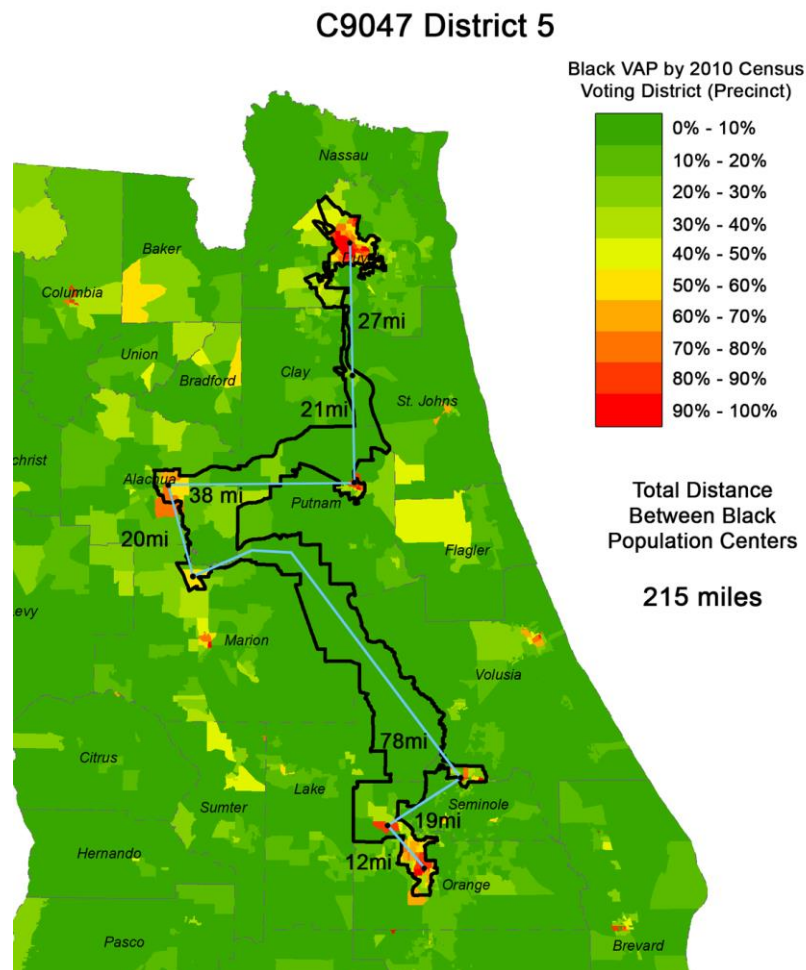 C9047 District 5
Black VAP by 2010 Census
Voting District (Precinct)
0% - 10%
10% - 20%
20% - 30%
30% - 40%
40% - 50%
50% - 60%
60% - 70%
70% - 80%
80% - 90%
90% - 100%
Total Distance
Between Black
Population Centers
215 miles
Nassau
Baker
Columbia
27mi
Union
Bradford
Clay
21mi
St. Johns
christ
Alachua
38 mi
Putnam
20mi
Flagler
Levy
Marion
Volusia
78mi
Citrus
Lake
Sumter
Seminole
19mi
Hernando
12mi
Orange
Pasco
Brevard